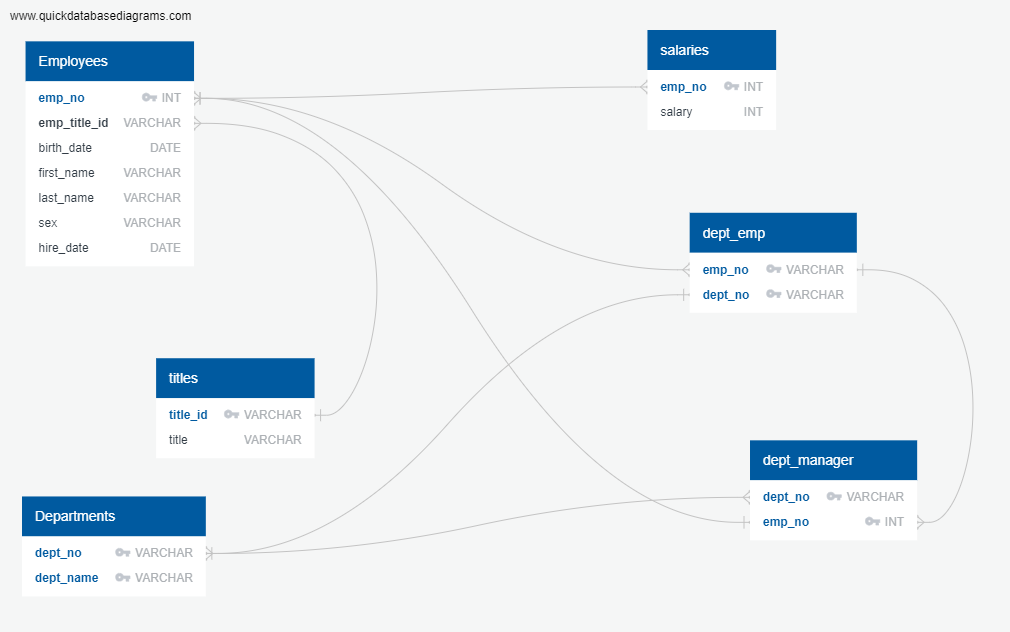 www.quickdatabasediagrams.com
Employees
emp_no INT
emp_title_id VARCHAR
birth_date DATE
first_name VARCHAR
last_name VARCHAR
sex VARCHAR
hire_date DATE
salaries
emp_no INT
salary INT
dept_emp
emp_no VARCHAR
dept_no VARCHAR
titles
title_id VARCHAR
title VARCHAR
dept_manager
dept_no VARCHAR
emp_no INT
Departments
dept_no VARCHAR
dept_name VARCHAR